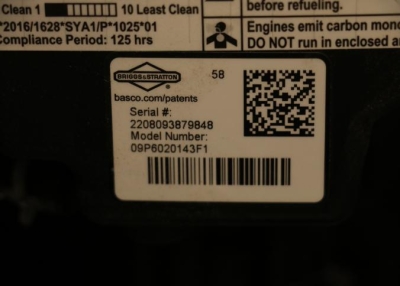 Clean 1 10 Least Clean
2016/1628*SYA1/P*1025*01
Compliance Period: 125 hrs
before refueling.
Engines emit carbon mono
DO NOT run in enclosed a
BRIGGS&STRATTON
58
basco.com/patents
Serial #:
2208093879848
Model Number:
09P6020143F1